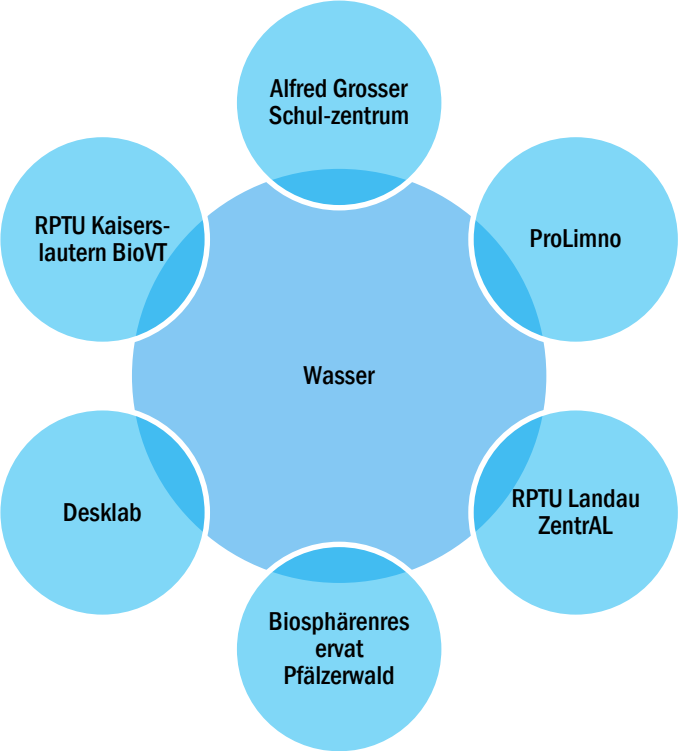 Alfred Grosser
Schul-zentrum
RPTU Kaisers-
lautern BioVT
ProLimno
Wasser
Desklab
RPTU Landau
ZentrAL
Biosphärenres
ervat
Pfälzerwald